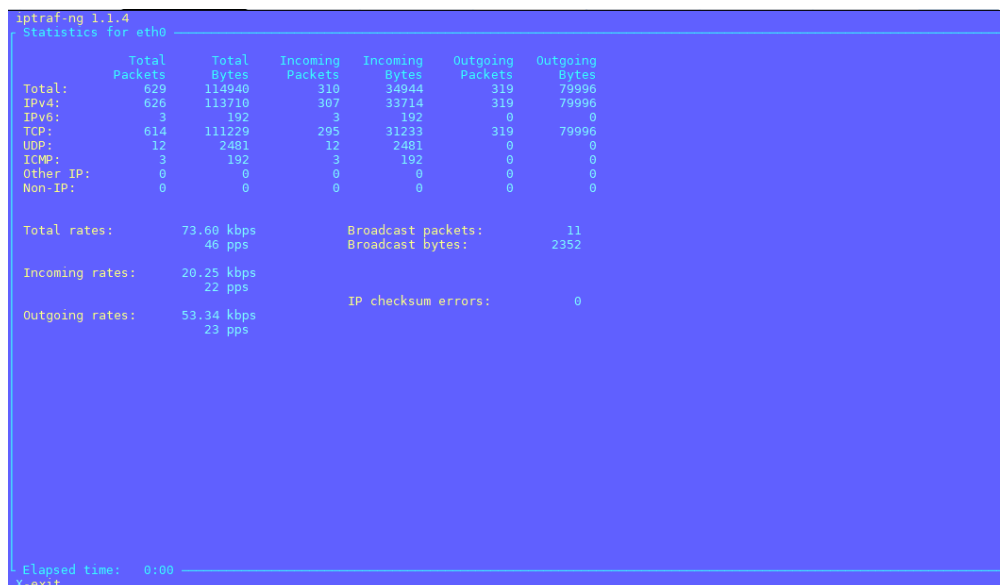 iptraf-ng 1.1.4
Statistics for eth0
Total Total Incoming Incoming Outgoing Outgoing
Packets Bytes Packets Bytes Packets Bytes
Total: 629 114940 310 34944 319 79996
IPv4: 626 113710 307 33714 319 79996
IPv6: 3 192 3 192 0 0
TCP: 614 111229 295 31233 319 79996
UDP: 12 2481 12 2481 0 0
ICMP: 3 192 3 192 0 0
Other IP: 0 0 0 0 0 0
Non-IP: 0 0 0 0 0 0
Total rates: 73.60 kbps Broadcast packets: 11
46 pps Broadcast bytes: 2352
Incoming rates: 20.25 kbps
22 pps
IP checksum errors: 0
Outgoing rates: 53.34 kbps
23 pps
Elapsed time: 0:00
X-exit